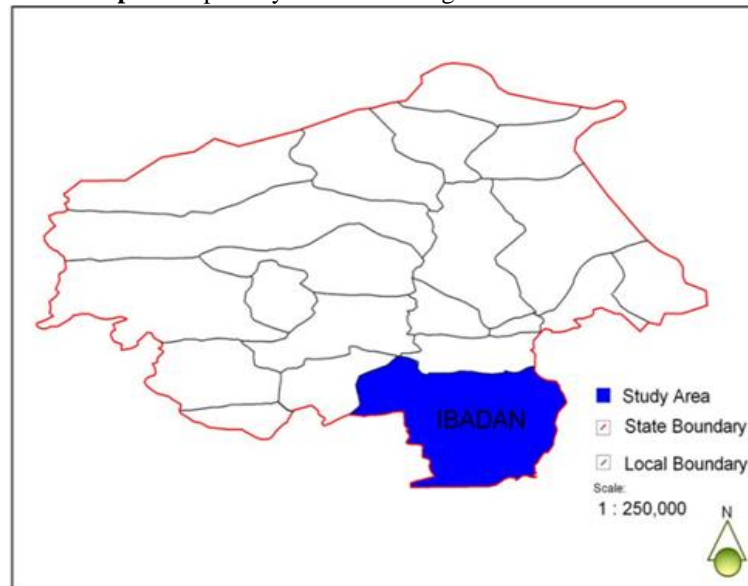 IBADAN
Study Area
State Boundary
Local Boundary
Scale:
1 : 250,000
N